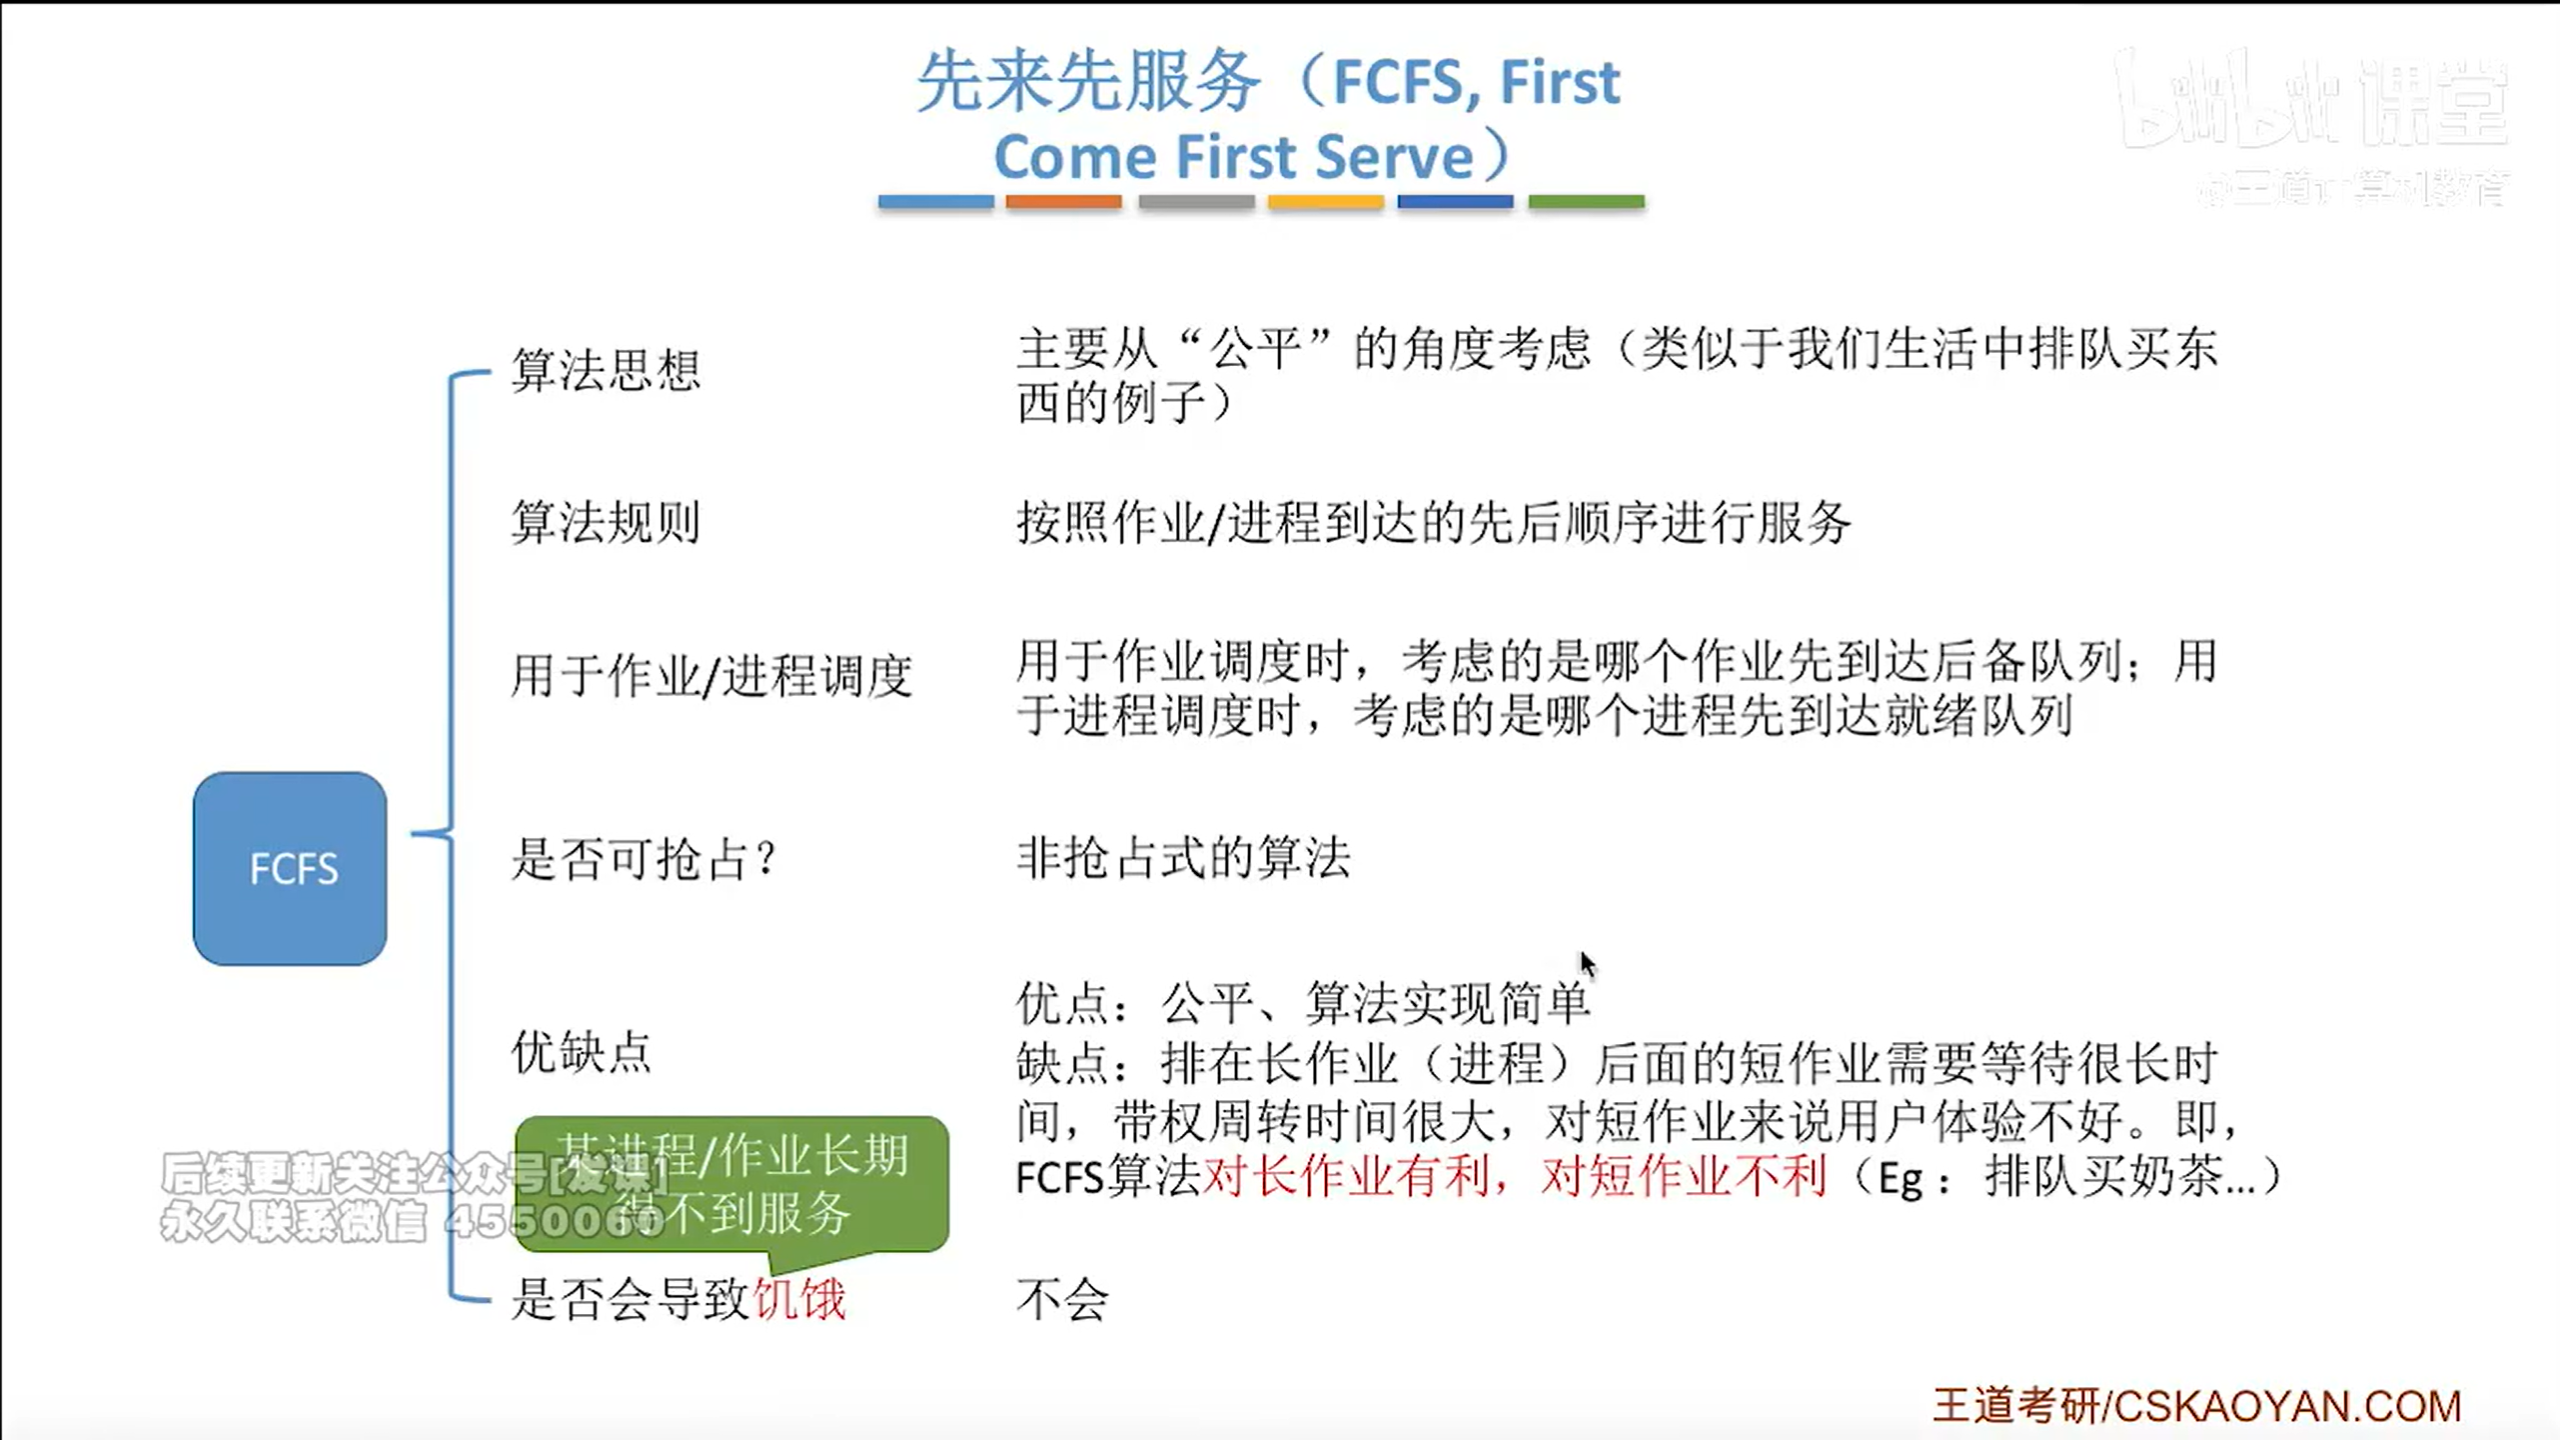 先来先服务（FCFS, First
Come First Serve）
bilibili 课堂
@王道计算机教育
FCFS
算法思想
主要从“公平”的角度考虑（类似于我们生活中排队买东
西的例子）
算法规则
按照作业/进程到达的先后顺序进行服务
用于作业/进程调度
用于作业调度时，考虑的是哪个作业先到达后备队列；用
于进程调度时，考虑的是哪个进程先到达就绪队列
是否可抢占？
非抢占式的算法
优缺点
优点：公平、算法实现简单
缺点：排在长作业（进程）后面的短作业需要等待很长时
间，带权周转时间很大，对短作业来说用户体验不好。即，
FCFS算法对长作业有利，对短作业不利（Eg：排队买奶茶...）
某进程/作业长期
得不到服务
后续更新关注公众号[发课]
永久联系微信 4550060
是否会导致饥饿
不会
王道考研/CSKAOYAN.COM